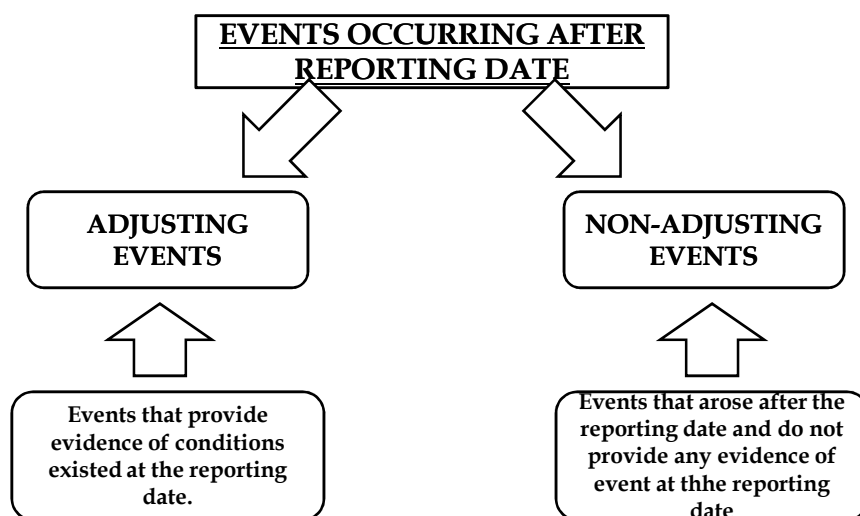 EVENTS OCCURRING AFTER
REPORTING DATE
ADJUSTING
EVENTS
NON-ADJUSTING
EVENTS
Events that provide
evidence of conditions
existed at the reporting
date.
Events that arose after the
reporting date and do not
provide any evidence of
event at thhe reporting
date